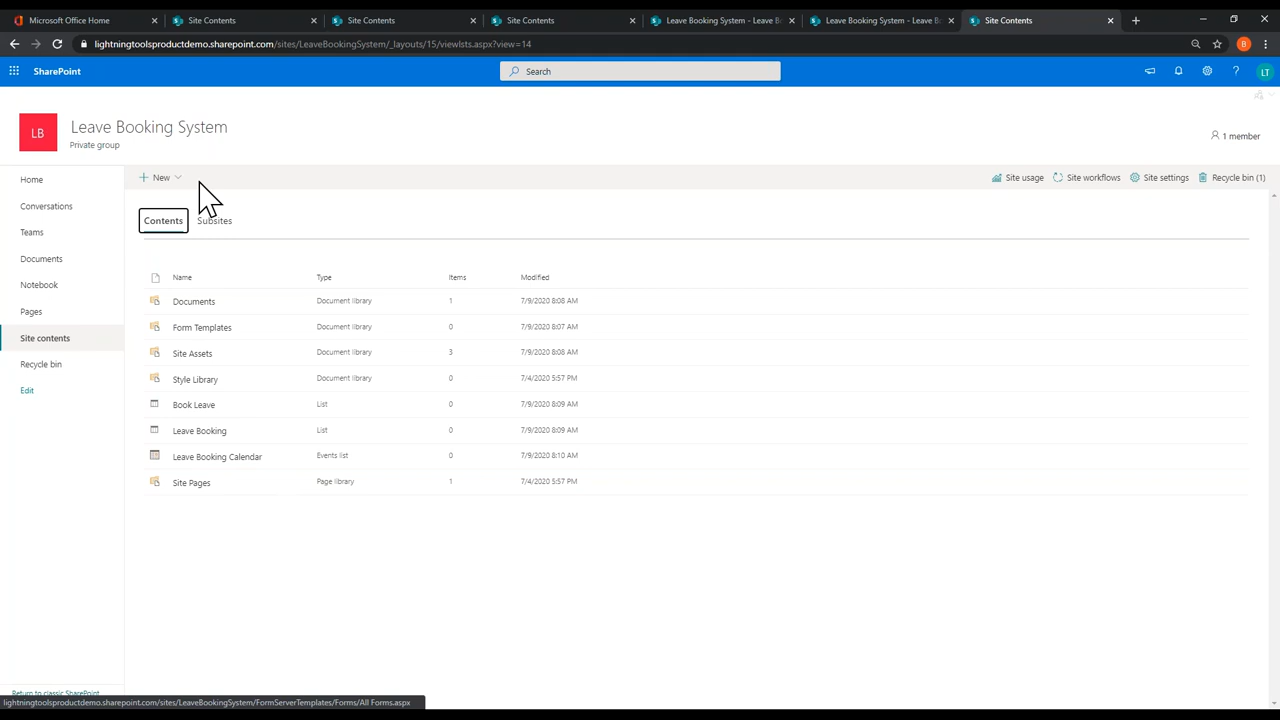 Microsoft Office Home
Site Contents
Site Contents
Site Contents
Leave Booking System - Leave B
Leave Booking System - Leave B
Site Contents
lightningtoolsproductdemo.sharepoint.com/sites/LeaveBookingSystem/_layouts/15/viewlsts.aspx?view=14
B
SharePoint
Search
?
LT
LB
Leave Booking System
Private group
1 member
Home
Conversations
Teams
Documents
Notebook
Pages
Site contents
Recycle bin
Edit
Return to classic SharePoint
New
Site usage
Site workflows
Site settings
Recycle bin (1)
Contents
Subsites
Name Type Items Modified
Documents Document library 1 7/9/2020 8:08 AM
Form Templates Document library 0 7/9/2020 8:07 AM
Site Assets Document library 3 7/9/2020 8:08 AM
Style Library Document library 0 7/4/2020 5:57 PM
Book Leave List 0 7/9/2020 8:09 AM
Leave Booking List 0 7/9/2020 8:09 AM
Leave Booking Calendar Events list 0 7/9/2020 8:10 AM
Site Pages Page library 1 7/4/2020 5:57 PM
lightningtoolsproductdemo.sharepoint.com/sites/LeaveBookingSystem/FormServerTemplates/Forms/All Forms.aspx